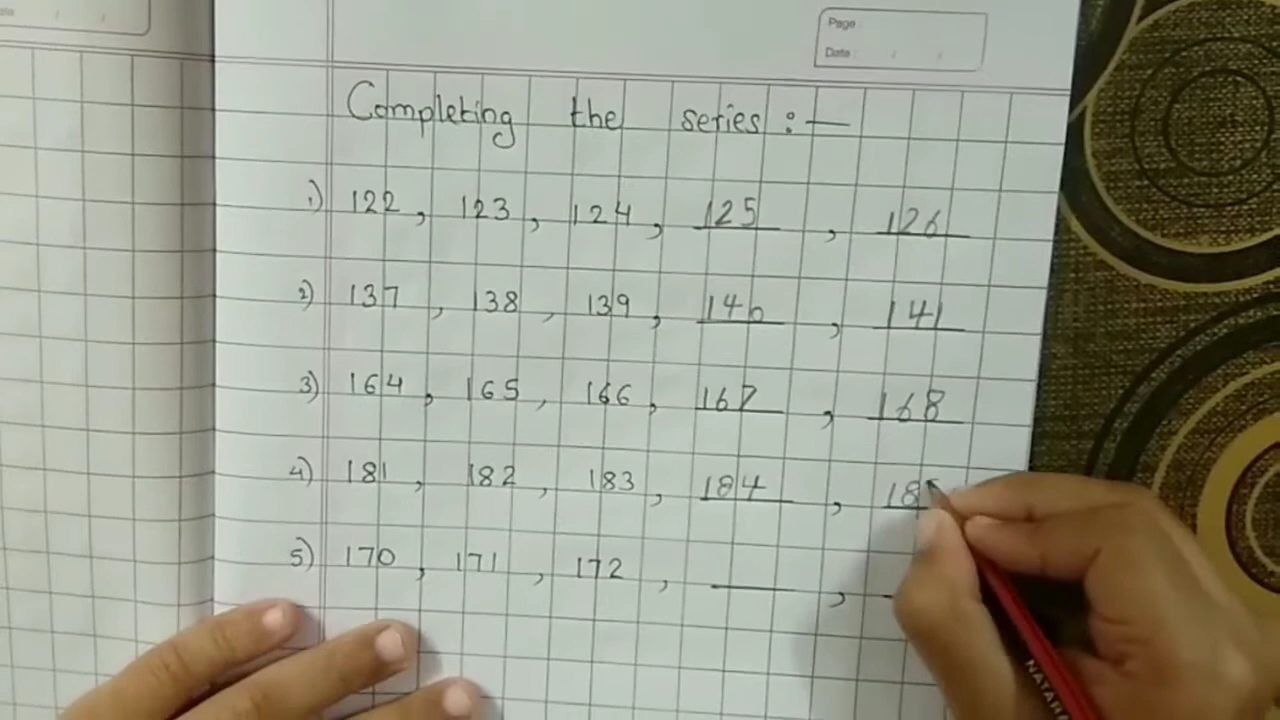 Page
Date
Completing the series :-
1) 122 , 123 , 124 , 125 , 126
2) 137 , 138 , 139 , 140 , 141
3) 164 , 165 , 166 , 167 , 168
4) 181 , 182 , 183 , 184 , 18
5) 170 , 171 , 172 ,